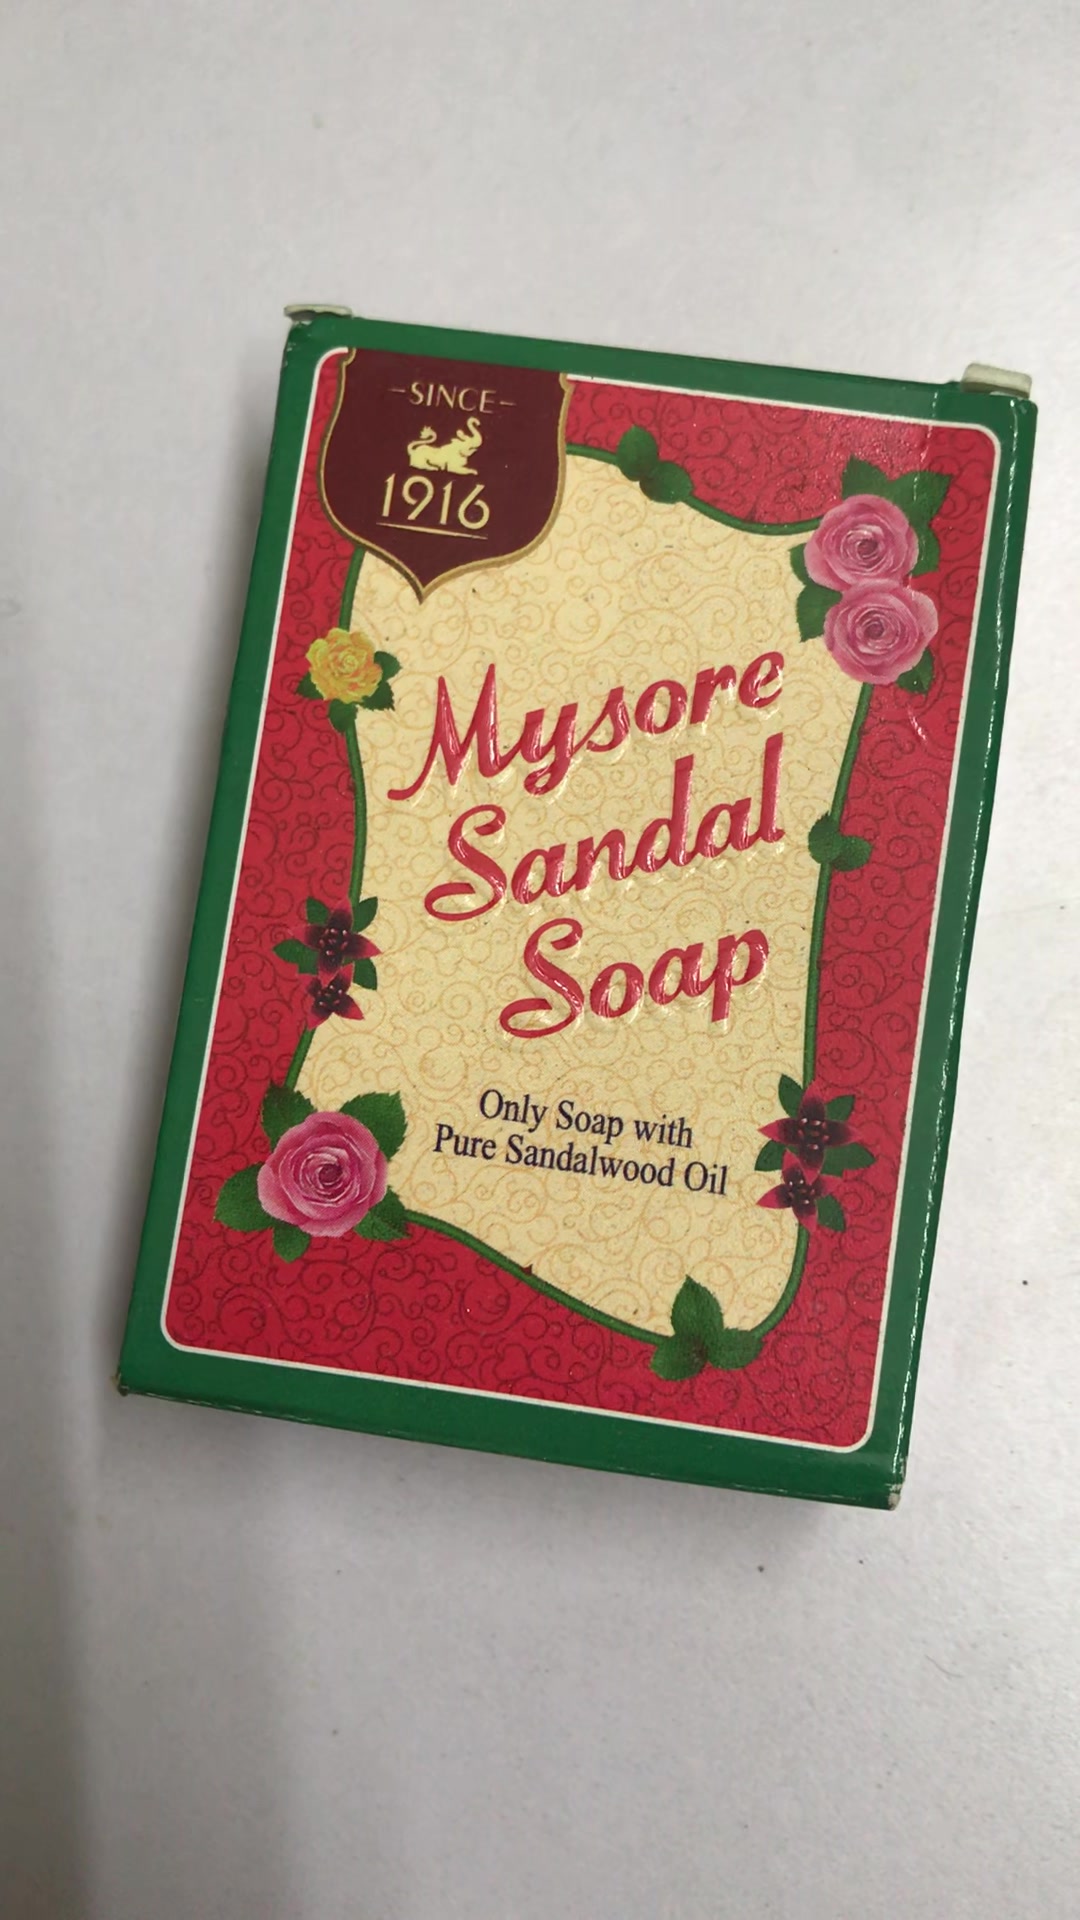 -SINCE-
1916
Mysore
Sandal
Soap
Only Soap with
Pure Sandalwood Oil